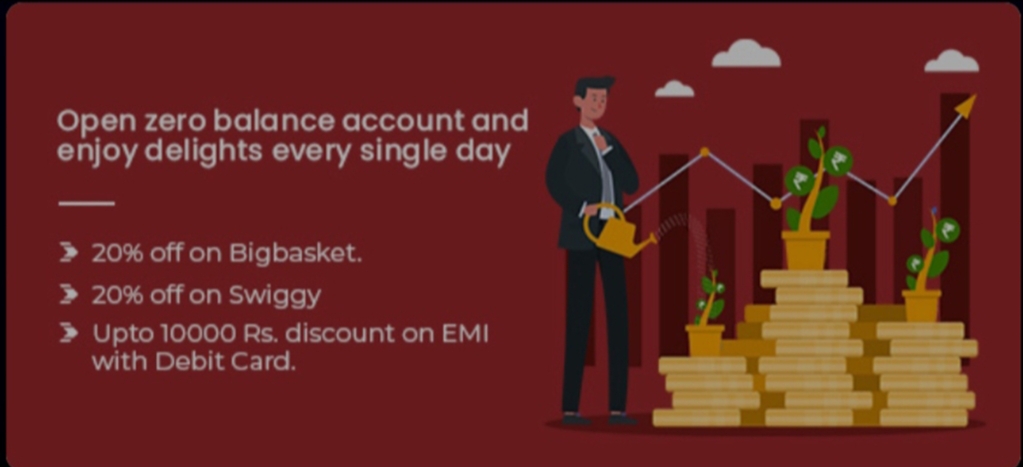 Open zero balance account and
enjoy delights every single day
20% off on Bigbasket.
20% off on Swiggy
Upto 10000 Rs. discount on EMI
with Debit Card.